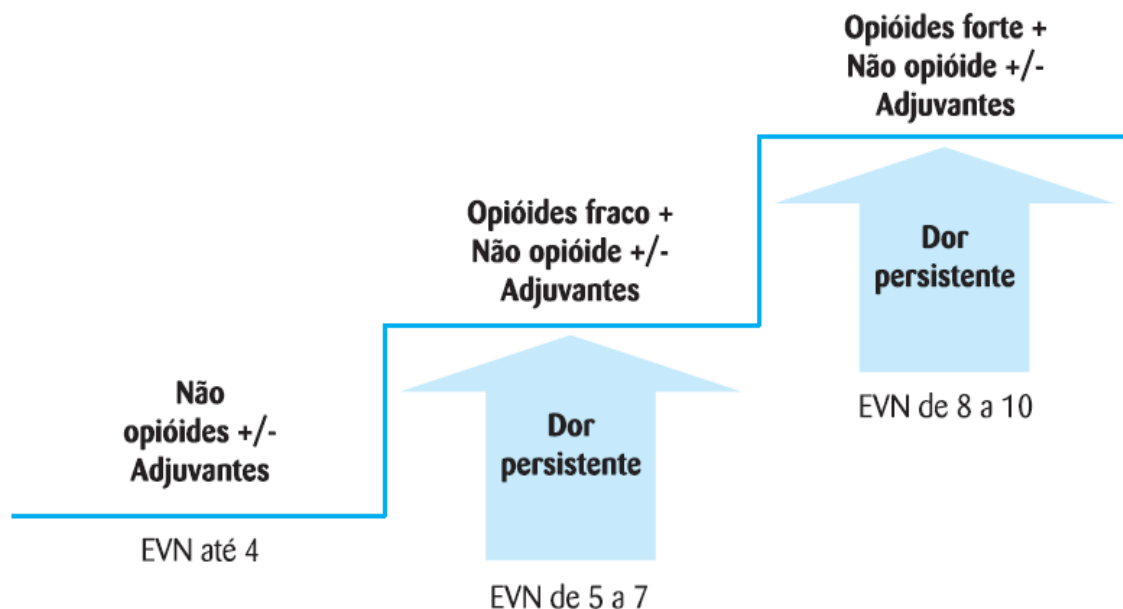 Opióides forte +
Não opióide +/-
Adjuvantes
Dor
persistente
EVN de 8 a 10
Opióides fraco +
Não opióide +/-
Adjuvantes
Dor
persistente
EVN de 5 a 7
Não
opióides +/-
Adjuvantes
EVN até 4